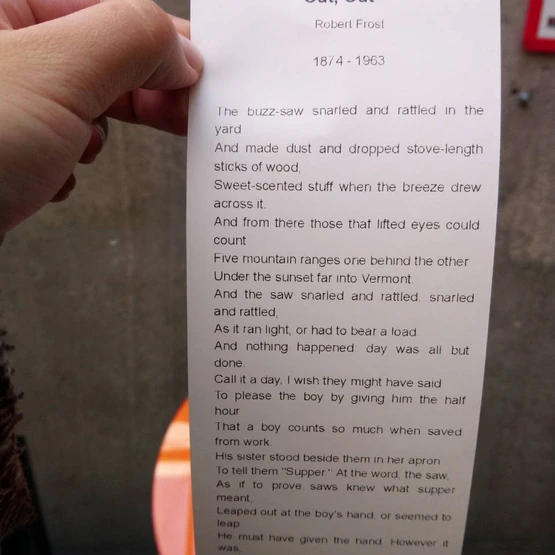 Out, Out
Robert Frost
1874 - 1963
The buzz-saw snarled and rattled in the
yard
And made dust and dropped stove-length
sticks of wood,
Sweet-scented stuff when the breeze drew
across it.
And from there those that lifted eyes could
count
Five mountain ranges one behind the other
Under the sunset far into Vermont.
And the saw snarled and rattled, snarled
and rattled,
As it ran light, or had to bear a load.
And nothing happened: day was all but
done.
Call it a day, I wish they might have said
To please the boy by giving him the half
hour
That a boy counts so much when saved
from work.
His sister stood beside them in her apron
To tell them "Supper." At the word, the saw,
As if to prove saws knew what supper
meant,
Leaped out at the boy's hand, or seemed to
leap
He must have given the hand. However it
was,